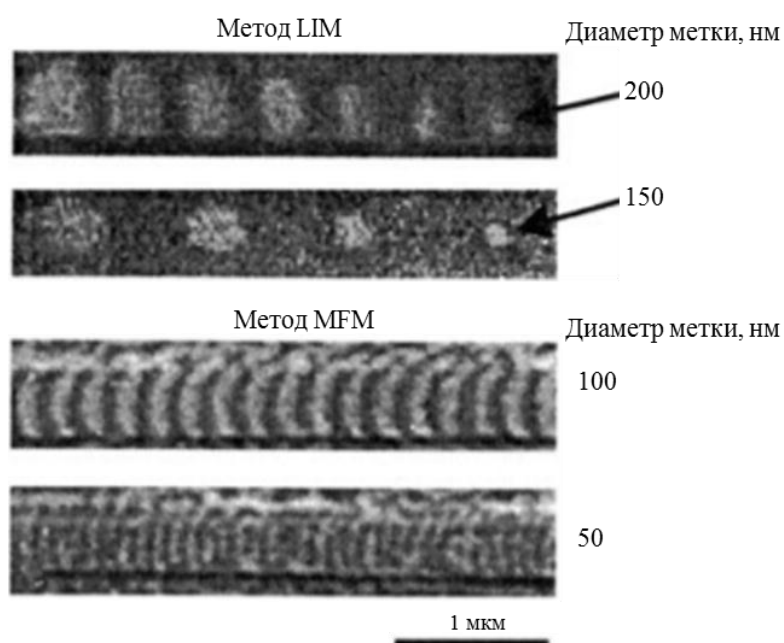 Метод LIM
Диаметр метки, нм
200
150
Метод MFM
Диаметр метки, нм
100
50
1 мкм